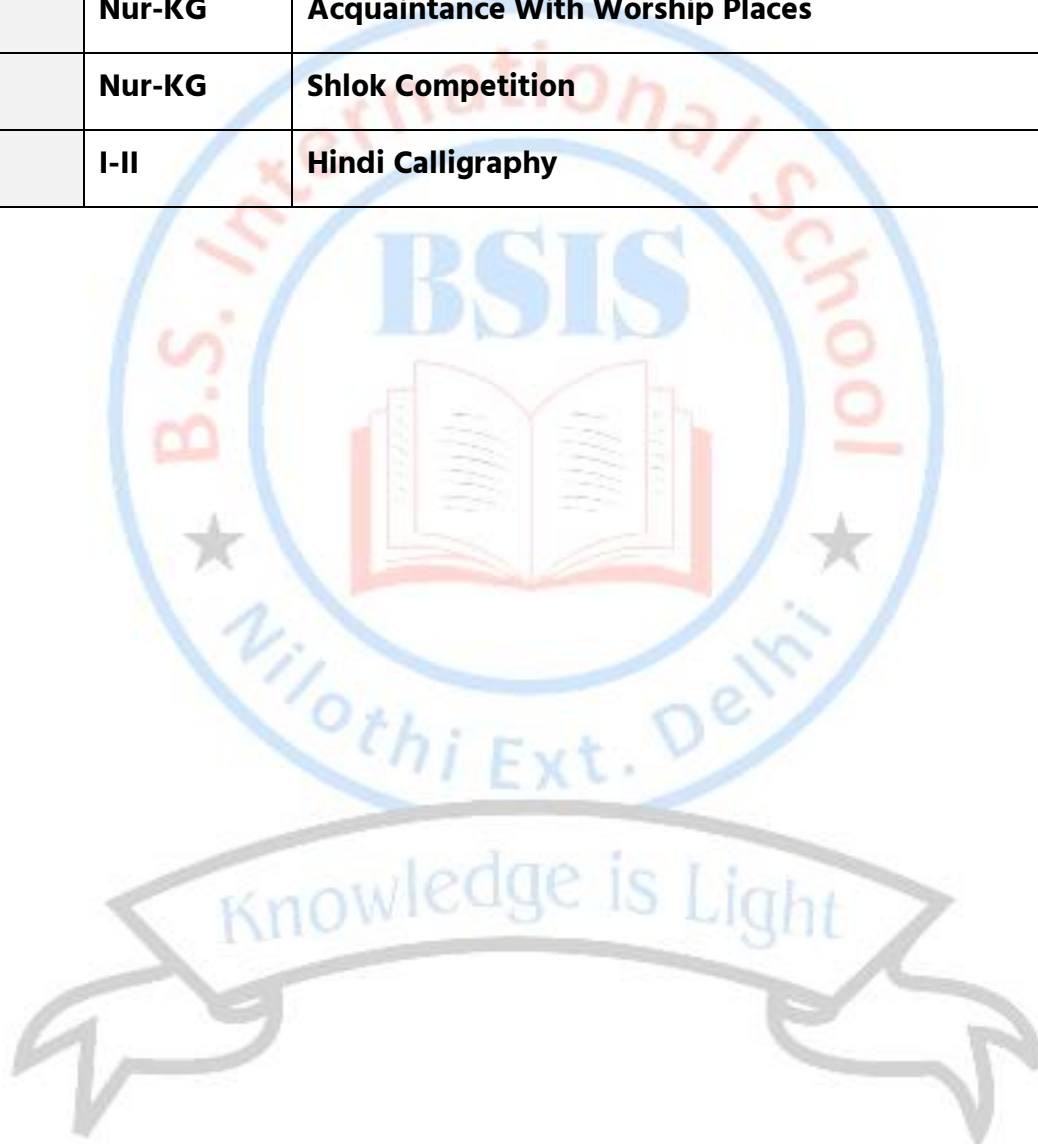 Nur-KG Acquaintance With Worship Places
Nur-KG Shlok Competition
I-II Hindi Calligraphy
B.S. International School
BSIS
Nilothi Ext. Delhi
Knowledge is Light